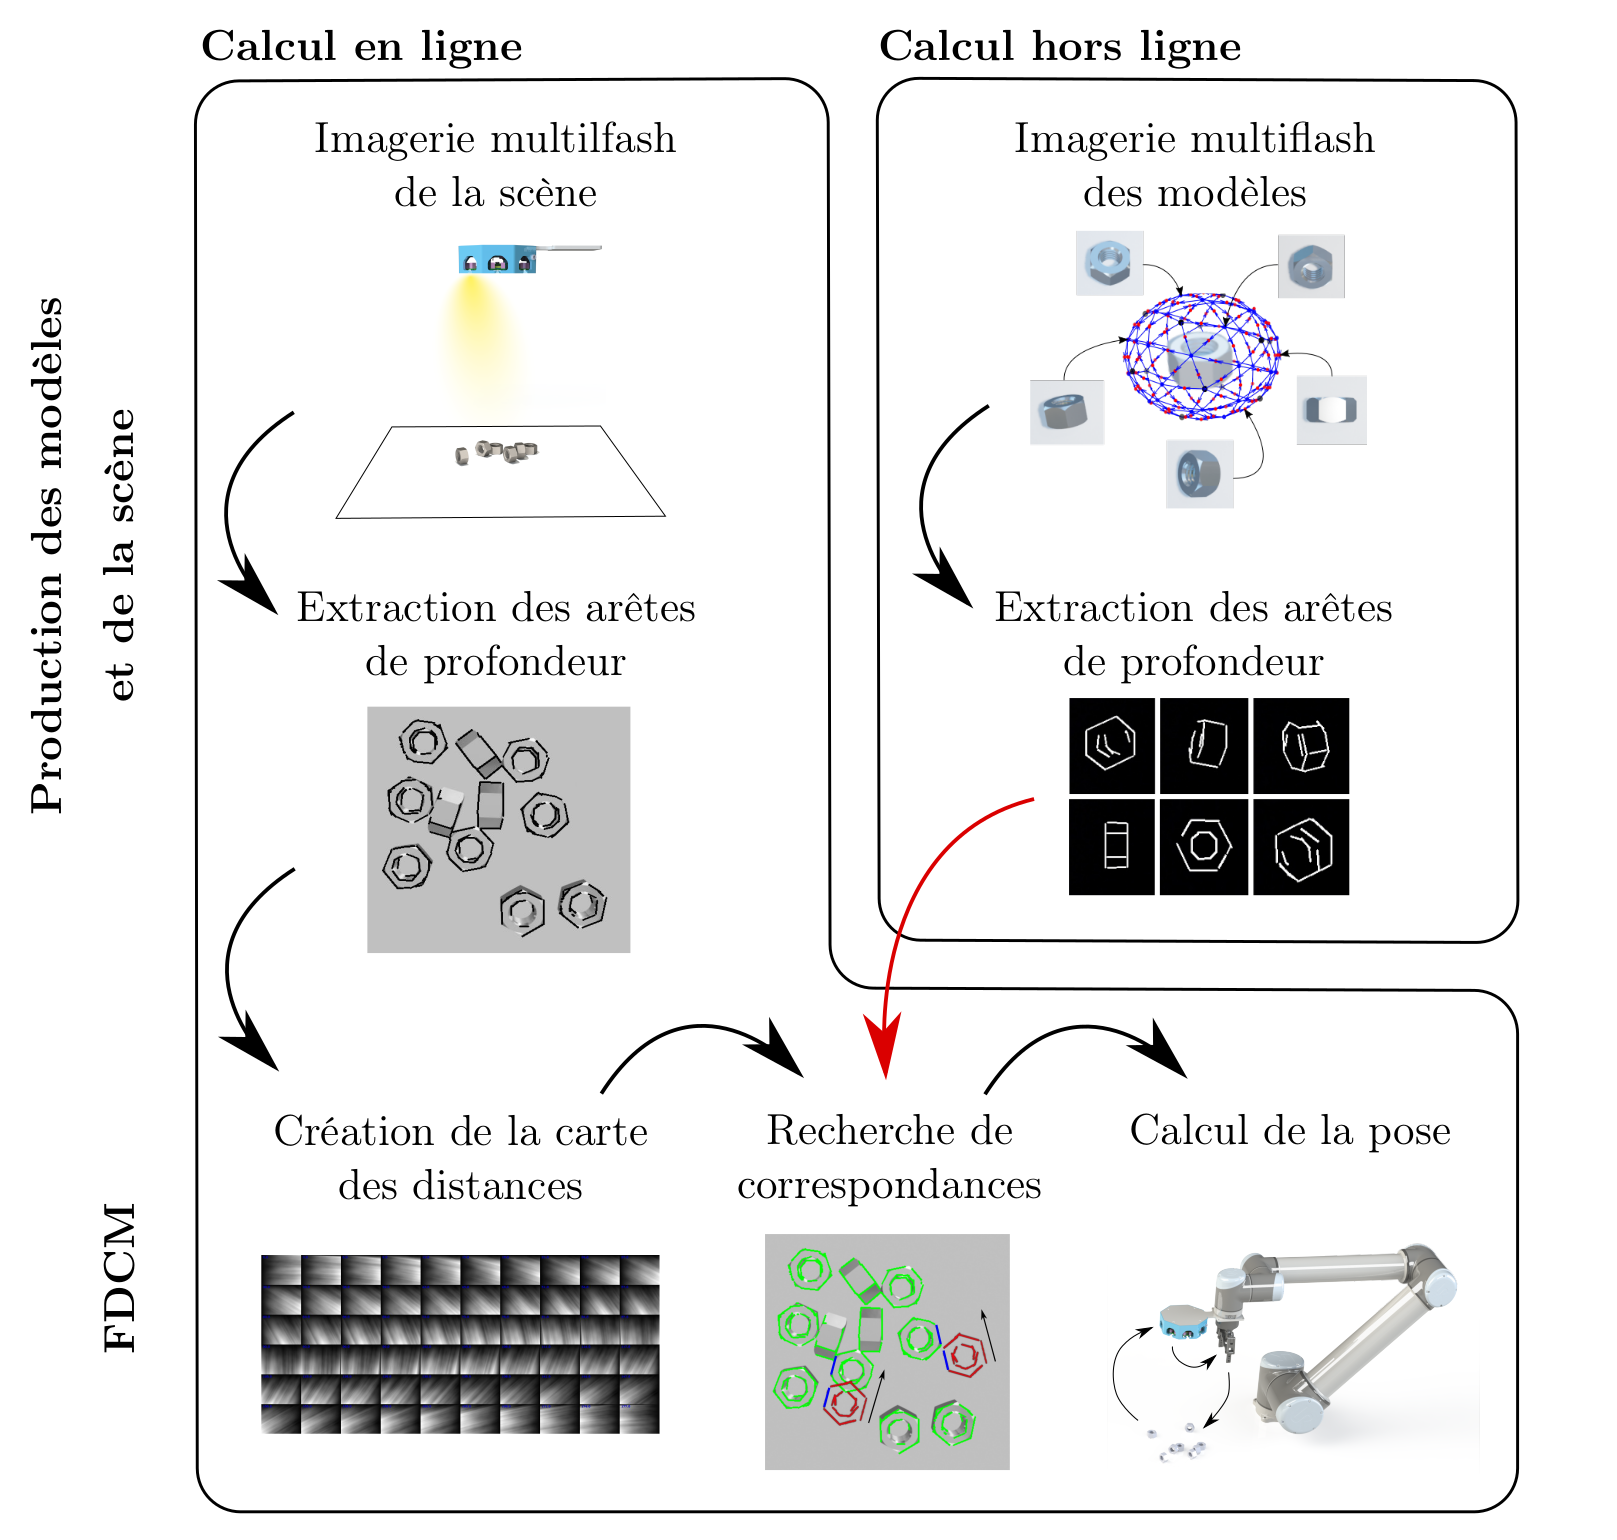 Calcul en ligne
Calcul hors ligne
Production des modèles
et de la scène
Imagerie multilfash
de la scène
Imagerie multiflash
des modèles
Extraction des arêtes
de profondeur
Extraction des arêtes
de profondeur
FDCM
Création de la carte
des distances
Recherche de
correspondances
Calcul de la pose